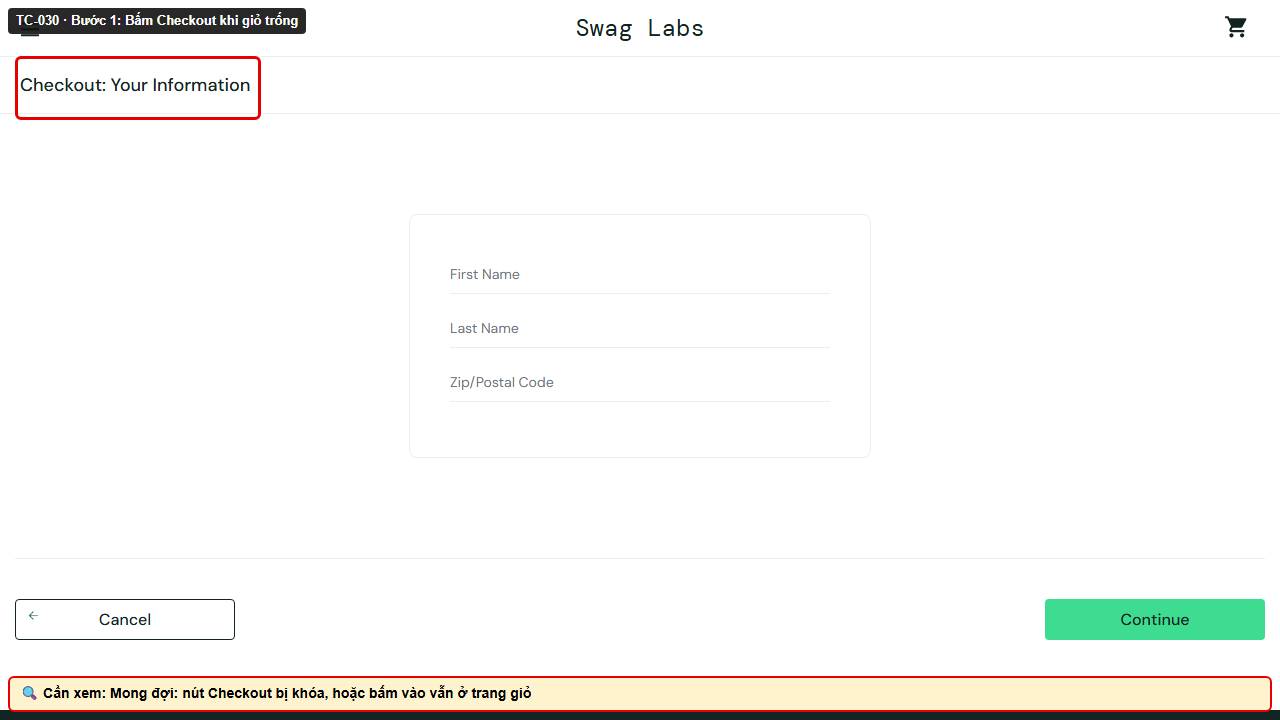 TC-030 · Bước 1: Bấm Checkout khi giỏ trống
Swag Labs
Checkout: Your Information
First Name
Last Name
Zip/Postal Code
Cancel
Continue
Cần xem: Mong đợi: nút Checkout bị khóa, hoặc bấm vào vẫn ở trang giỏ